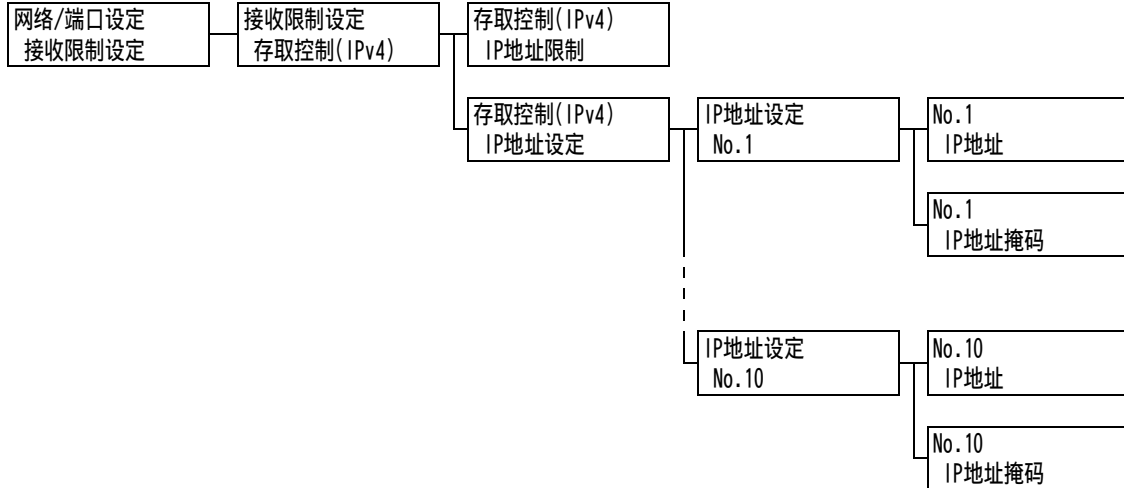 网络/端口设定
接收限制设定
接收限制设定
存取控制(IPv4)
存取控制(IPv4)
IP地址限制
存取控制(IPv4)
IP地址设定
IP地址设定
No.1
No.1
IP地址
No.1
IP地址掩码
IP地址设定
No.10
No.10
IP地址
No.10
IP地址掩码